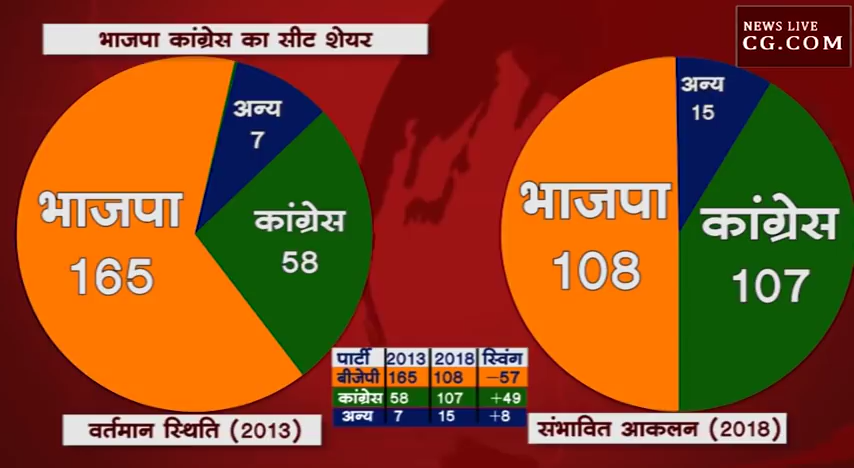 NEWS LIVE
CG.COM
भाजपा कांग्रेस का सीट शेयर
अन्य
7
भाजपा
165
कांग्रेस
58
अन्य
15
भाजपा
108
कांग्रेस
107
पार्टी 2013 2018 स्विंग
बीजेपी 165 108 –57
कांग्रेस 58 107 +49
अन्य 7 15 +8
वर्तमान स्थिति (2013)
संभावित आकलन (2018)